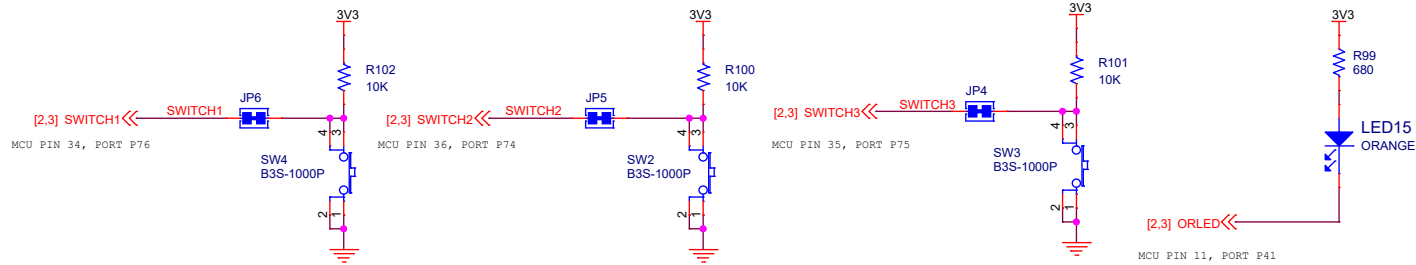 3V3
R102
10K
JP6
SWITCH1
[2,3] SWITCH1
MCU PIN 34, PORT P76
4
3
SW4
B3S-1000P
2
1
3V3
R100
10K
JP5
SWITCH2
[2,3] SWITCH2
MCU PIN 36, PORT P74
4
3
SW2
B3S-1000P
2
1
3V3
R101
10K
JP4
SWITCH3
[2,3] SWITCH3
MCU PIN 35, PORT P75
4
3
SW3
B3S-1000P
2
1
3V3
R99
680
LED15
ORANGE
[2,3] ORLED
MCU PIN 11, PORT P41